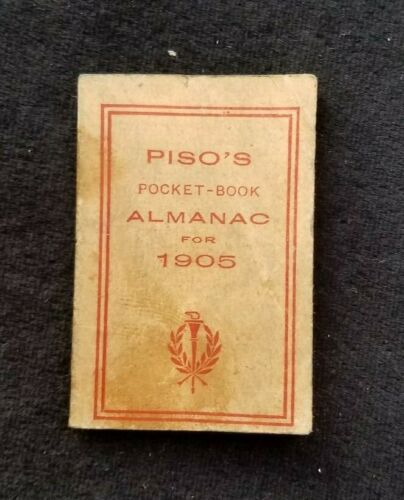 PISO'S
POCKET-BOOK
ALMANAC
FOR
1905